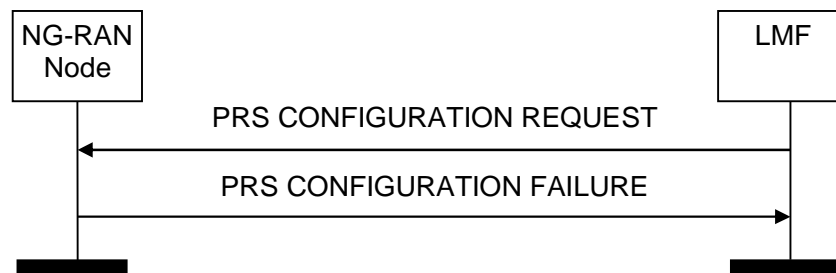 NG-RAN
Node
LMF
PRS CONFIGURATION REQUEST
PRS CONFIGURATION FAILURE